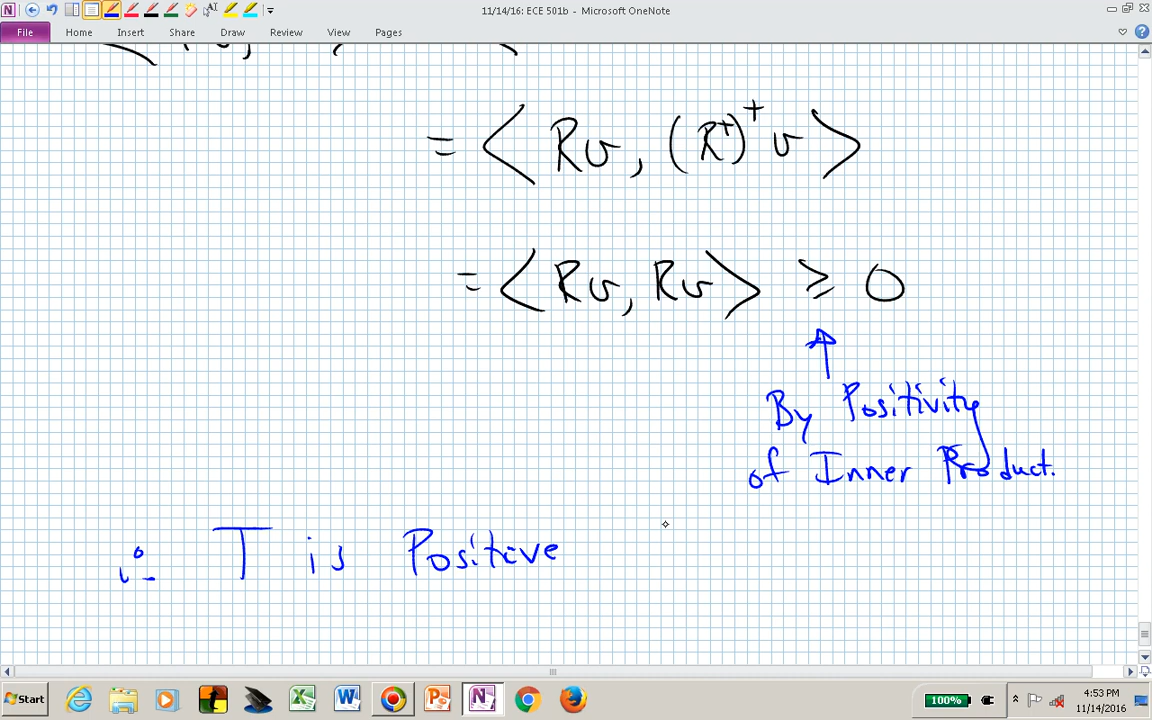 11/14/16: ECE 501b - Microsoft OneNote
File Home Insert Share Draw Review View Pages
= < Rv, (R†)† v >
= < Rv, Rv > ≥ 0
By Positivity
of Inner Product.
∴ T is Positive
Start
100%
4:53 PM
11/14/2016